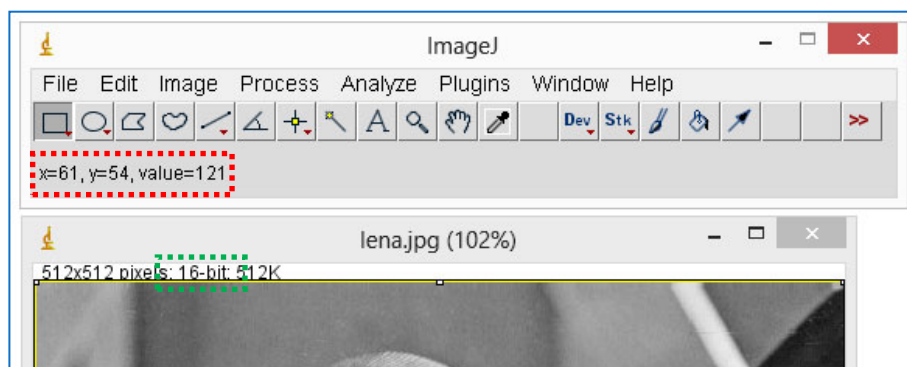 ImageJ
File Edit Image Process Analyze Plugins Window Help
A Dev Stk >>
x=61, y=54, value=121
lena.jpg (102%)
512x512 pixels: 16-bit: 512K